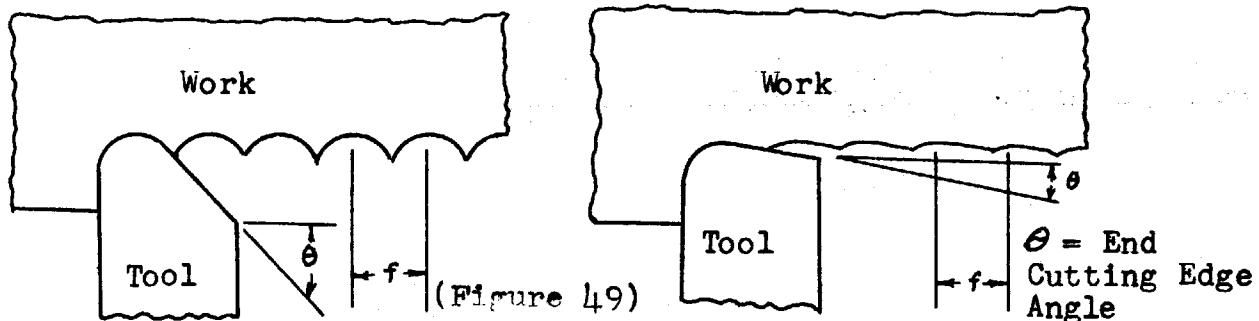 Work
Tool
θ
f
(Figure 49)
Work
Tool
θ
f
θ = End
Cutting Edge
Angle